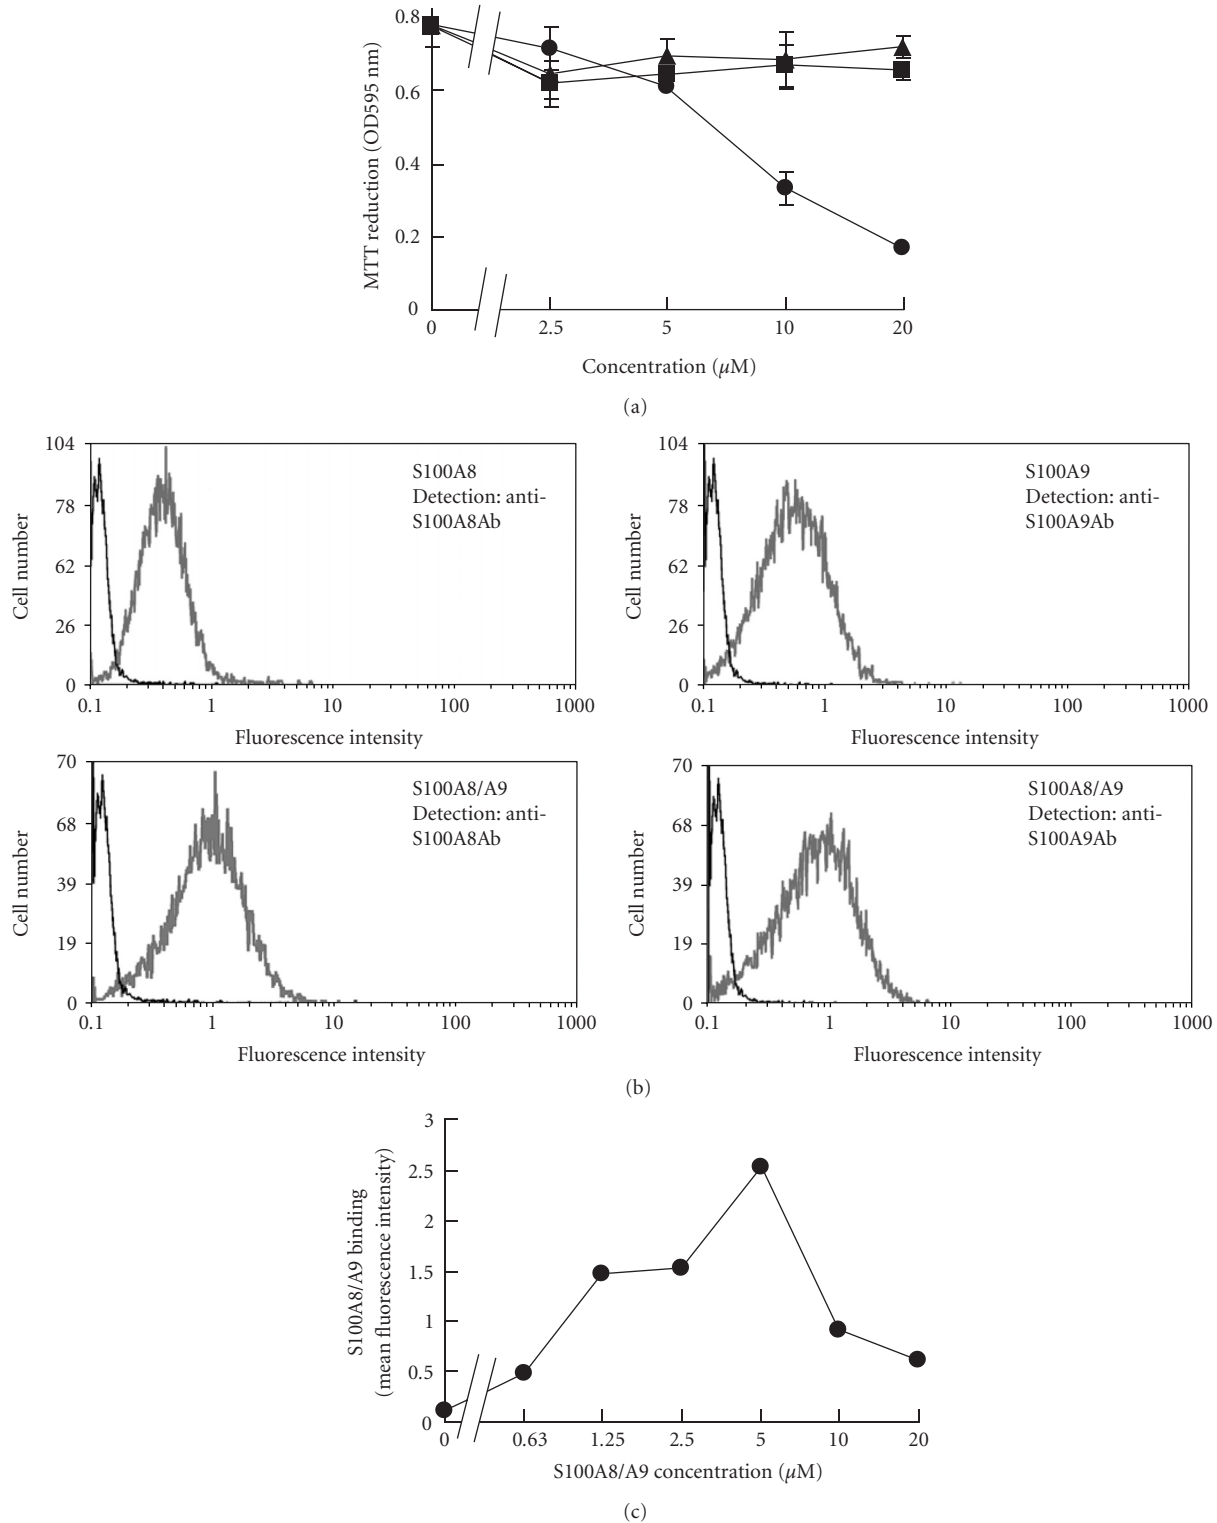 0.8
0.6
0.4
0.2
0
MTT reduction (OD595 nm)
0 2.5 5 10 20
Concentration (µM)
(a)
104
78
62
26
0
Cell number
S100A8
Detection: anti-
S100A8Ab
0.1 1 10 100 1000
Fluorescence intensity
104
78
62
26
0
Cell number
S100A9
Detection: anti-
S100A9Ab
0.1 1 10 100 1000
Fluorescence intensity
70
68
39
19
0
Cell number
S100A8/A9
Detection: anti-
S100A8Ab
0.1 1 10 100 1000
Fluorescence intensity
70
68
39
19
0
Cell number
S100A8/A9
Detection: anti-
S100A9Ab
0.1 1 10 100 1000
Fluorescence intensity
(b)
3
2.5
2
1.5
1
0.5
0
S100A8/A9 binding
(mean fluorescence intensity)
0 0.63 1.25 2.5 5 10 20
S100A8/A9 concentration (µM)
(c)